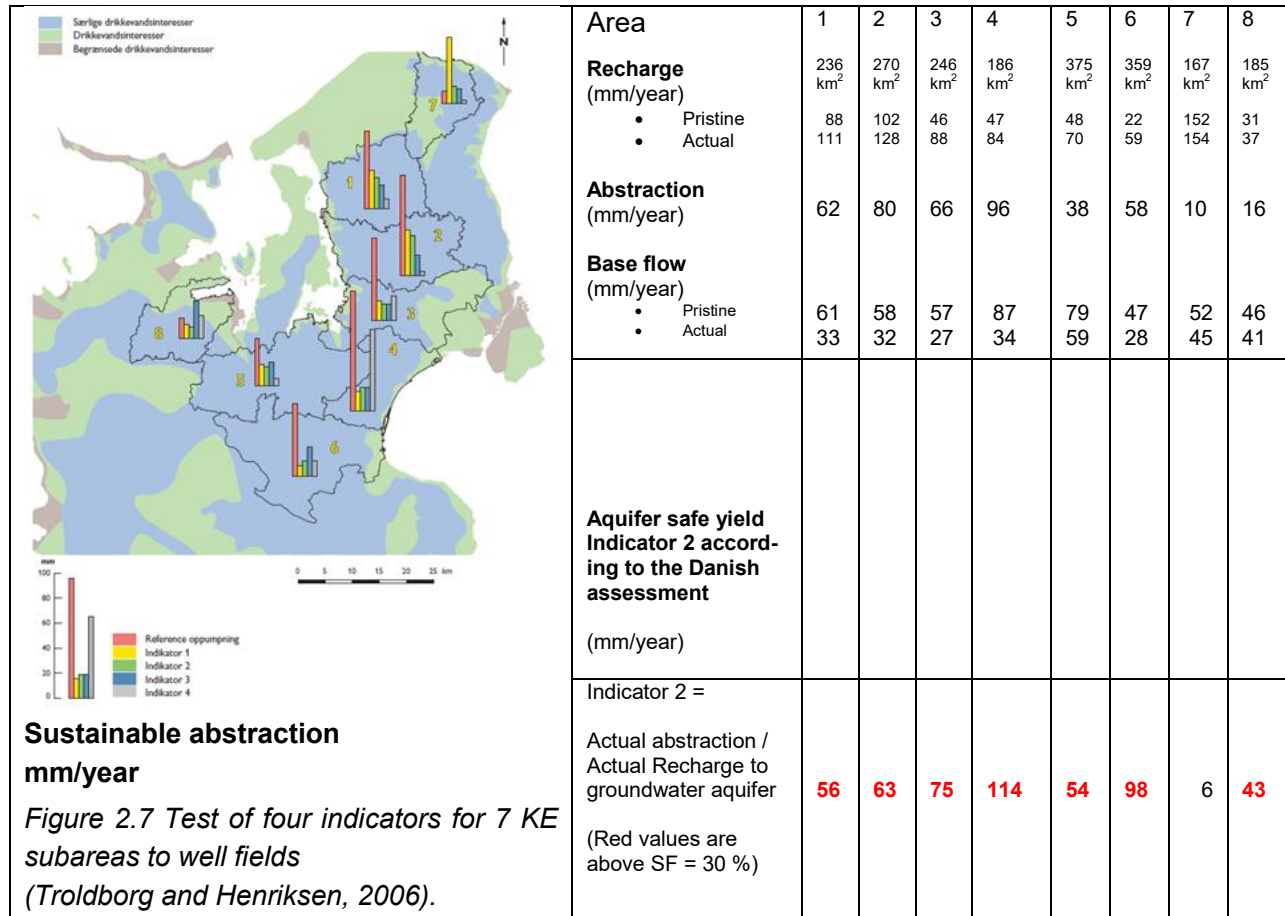 Særlige drikkevandsinteresser
Drikkevandsinteresser
Begrænsede drikkevandsinteresser
N
7
1
2
3
8
4
5
6
mm
100
80
60
40
20
0
0 5 10 15 20 25 km
Reference oppumpning
Indikator 1
Indikator 2
Indikator 3
Indikator 4
Sustainable abstraction
mm/year
Figure 2.7 Test of four indicators for 7 KE
subareas to well fields
(Troldborg and Henriksen, 2006).
Area 1 2 3 4 5 6 7 8
Recharge 236 270 246 186 375 359 167 185
(mm/year) km² km² km² km² km² km² km² km²
• Pristine 88 102 46 47 48 22 152 31
• Actual 111 128 88 84 70 59 154 37
Abstraction
(mm/year) 62 80 66 96 38 58 10 16
Base flow
(mm/year)
• Pristine 61 58 57 87 79 47 52 46
• Actual 33 32 27 34 59 28 45 41
Aquifer safe yield
Indicator 2 accord-
ing to the Danish
assessment
(mm/year)
Indicator 2 =
Actual abstraction /
Actual Recharge to
groundwater aquifer 56 63 75 114 54 98 6 43
(Red values are
above SF = 30 %)